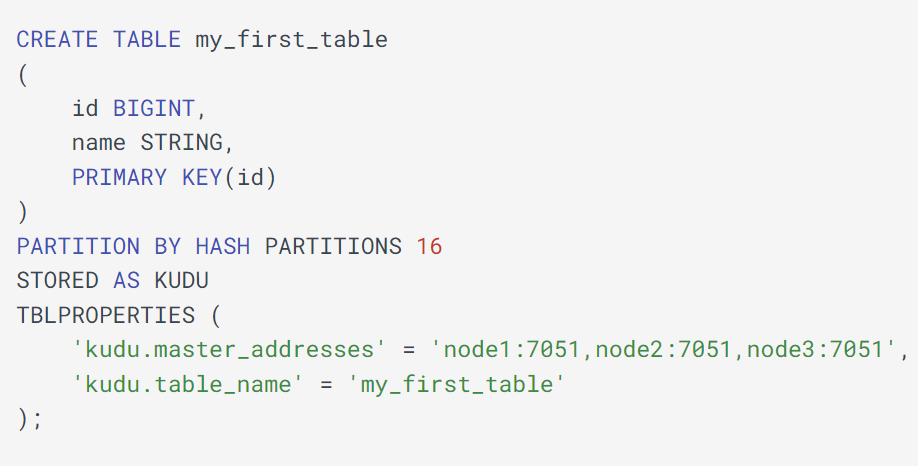 CREATE TABLE my_first_table
(
    id BIGINT,
    name STRING,
    PRIMARY KEY(id)
)
PARTITION BY HASH PARTITIONS 16
STORED AS KUDU
TBLPROPERTIES (
    'kudu.master_addresses' = 'node1:7051,node2:7051,node3:7051',
    'kudu.table_name' = 'my_first_table'
);